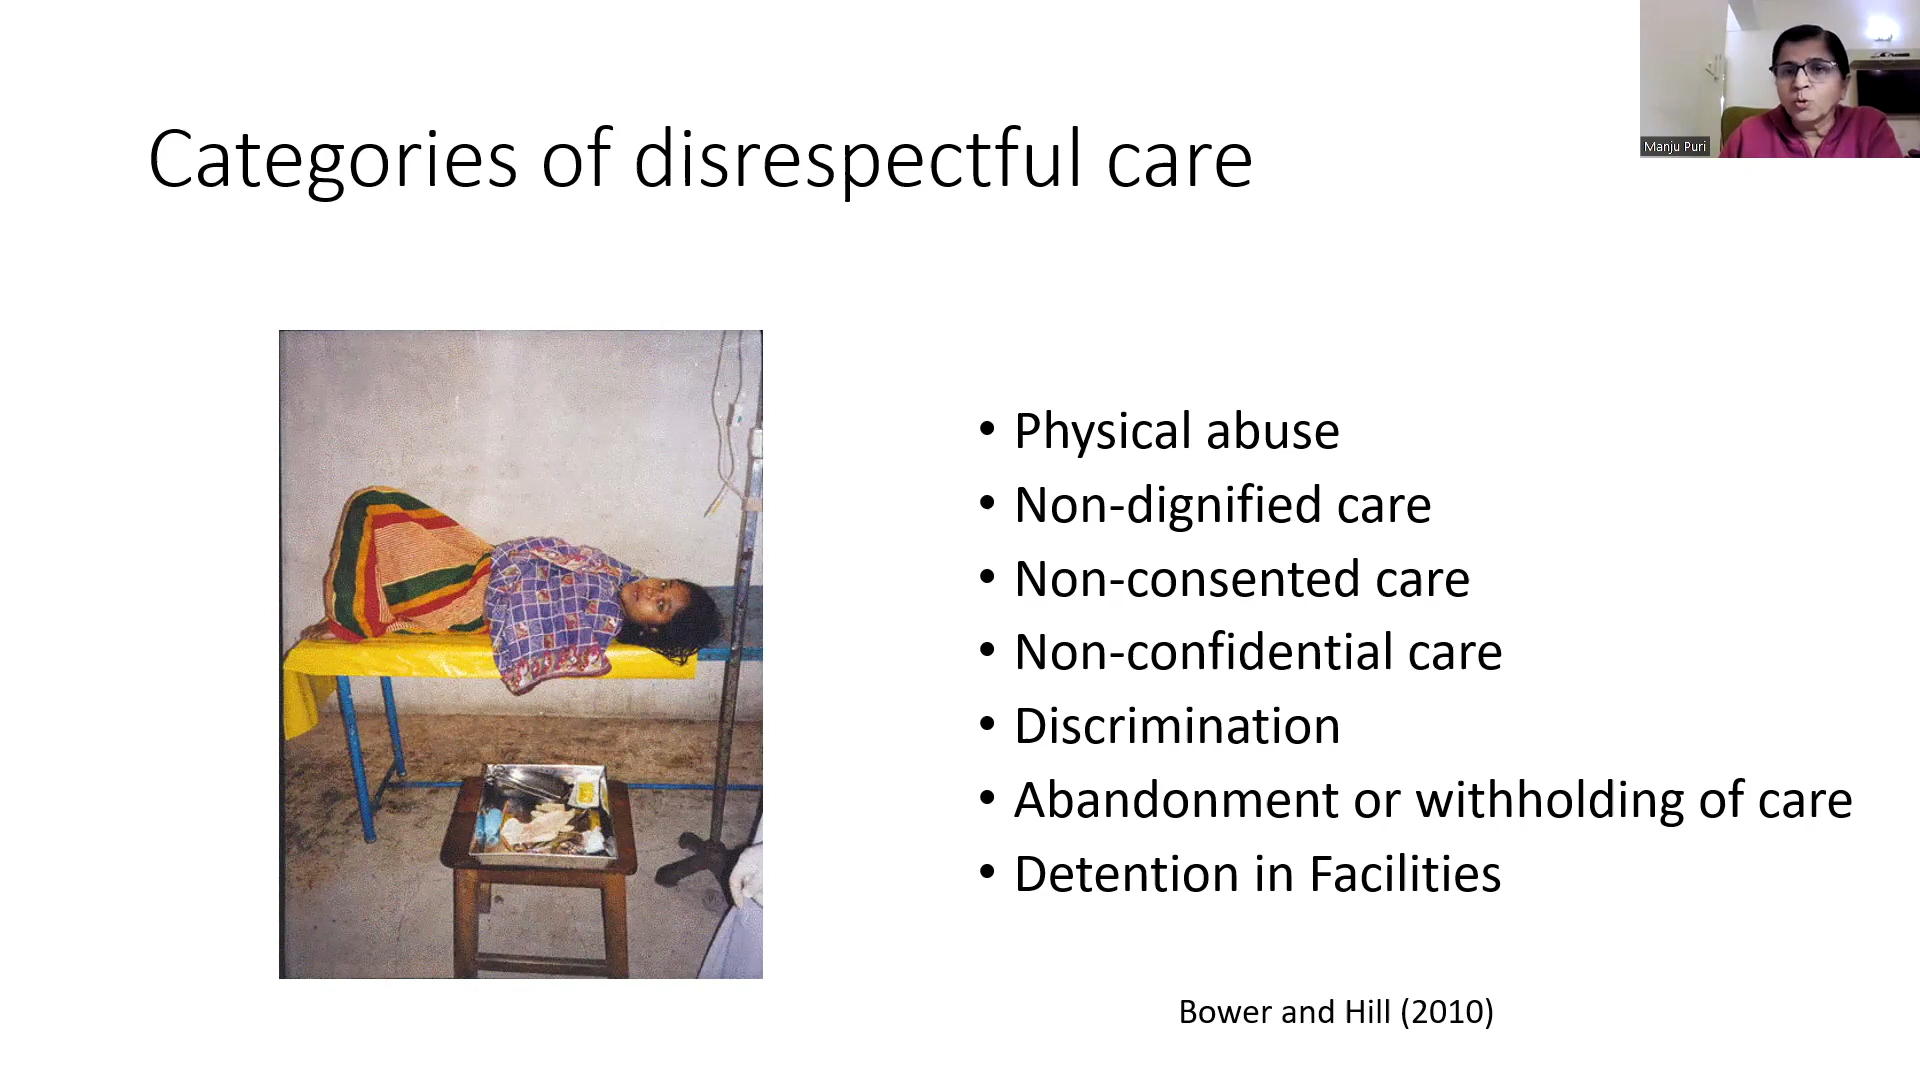 Manju Puri
Categories of disrespectful care
• Physical abuse
• Non-dignified care
• Non-consented care
• Non-confidential care
• Discrimination
• Abandonment or withholding of care
• Detention in Facilities
Bower and Hill (2010)